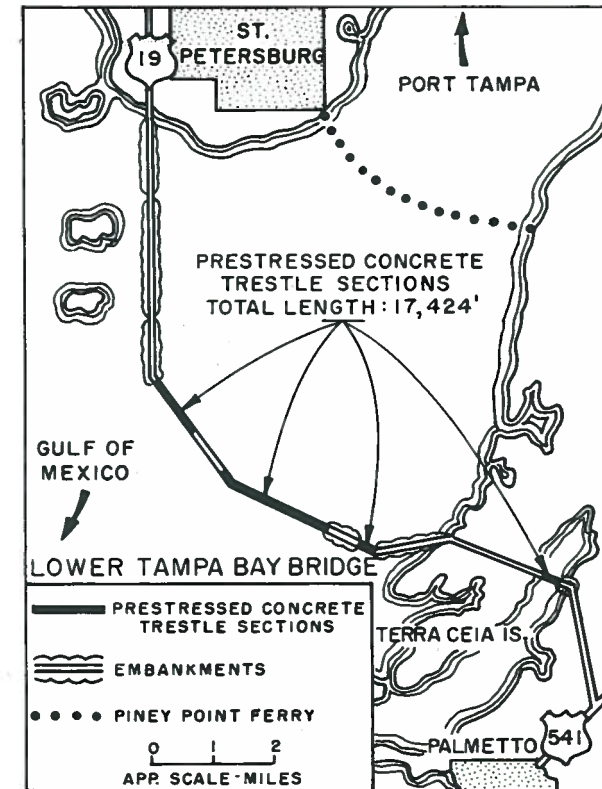 ST.
PETERSBURG
19
PORT TAMPA
PRESTRESSED CONCRETE
TRESTLE SECTIONS
TOTAL LENGTH: 17,424'
GULF OF
MEXICO
LOWER TAMPA BAY BRIDGE
PRESTRESSED CONCRETE
TRESTLE SECTIONS
EMBANKMENTS
PINEY POINT FERRY
0 1 2
APP. SCALE-MILES
TERRA CEIA IS.
PALMETTO
541